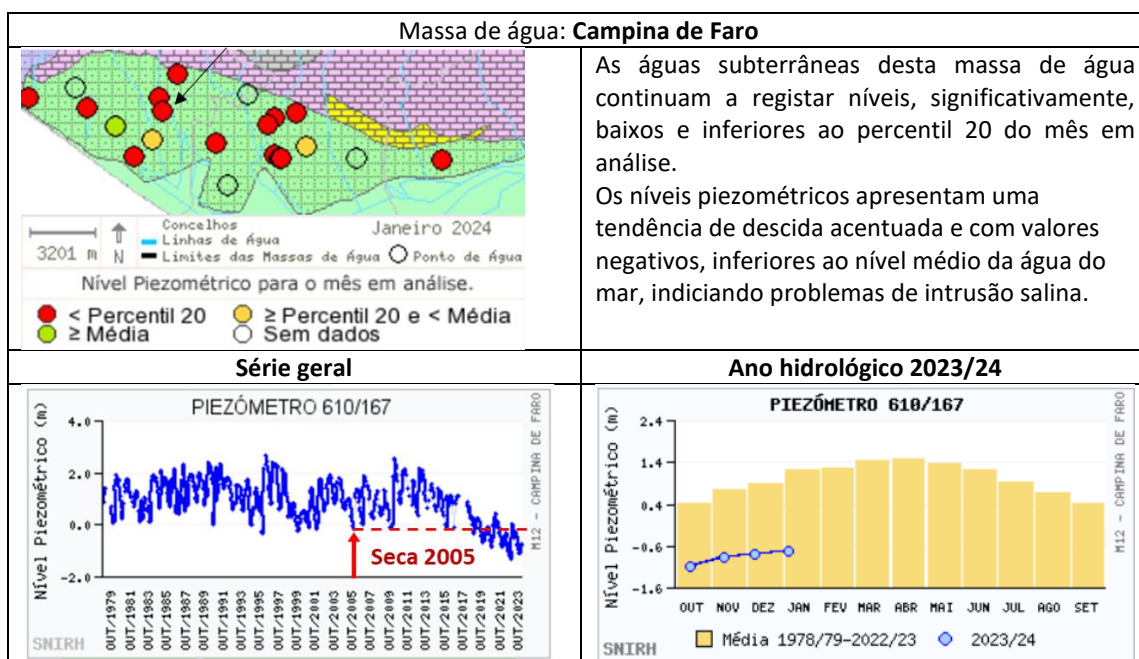 Massa de água: Campina de Faro
3201 m
N
Concelhos
Linhas de Água
Limites das Massas de Água
Janeiro 2024
Ponto de Água
Nível Piezométrico para o mês em análise.
< Percentil 20
≥ Percentil 20 e < Média
≥ Média
Sem dados
As águas subterrâneas desta massa de água
continuam a registar níveis, significativamente,
baixos e inferiores ao percentil 20 do mês em
análise.
Os níveis piezométricos apresentam uma
tendência de descida acentuada e com valores
negativos, inferiores ao nível médio da água do
mar, indiciando problemas de intrusão salina.
Série geral
PIEZÓMETRO 610/167
Nível Piezométrico (m)
4.0
2.0
0.0
-2.0
Seca 2005
OUT/1979
OUT/1981
OUT/1983
OUT/1985
OUT/1987
OUT/1989
OUT/1991
OUT/1993
OUT/1995
OUT/1997
OUT/1999
OUT/2001
OUT/2003
OUT/2005
OUT/2007
OUT/2009
OUT/2011
OUT/2013
OUT/2015
OUT/2017
OUT/2019
OUT/2021
OUT/2023
M12 - CAMPINA DE FARO
SNIRH
Ano hidrológico 2023/24
PIEZÓMETRO 610/167
Nível Piezométrico (m)
2.4
1.4
0.4
-0.6
-1.6
OUT NOV DEZ JAN FEV MAR ABR MAI JUN JUL AGO SET
Média 1978/79-2022/23
2023/24
M12 - CAMPINA DE FARO
SNIRH